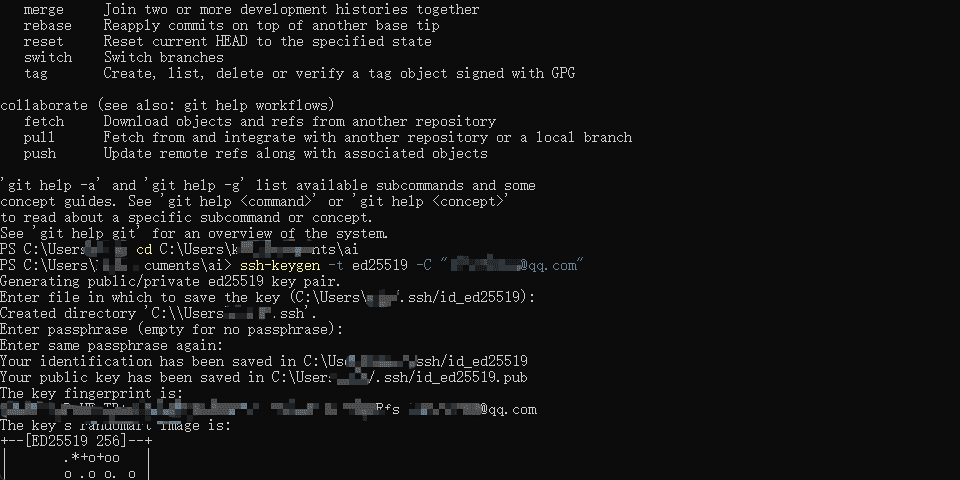 merge Join two or more development histories together
rebase Reapply commits on top of another base tip
reset Reset current HEAD to the specified state
switch Switch branches
tag Create, list, delete or verify a tag object signed with GPG
collaborate (see also: git help workflows)
fetch Download objects and refs from another repository
pull Fetch from and integrate with another repository or a local branch
push Update remote refs along with associated objects
'git help -a' and 'git help -g' list available subcommands and some
concept guides. See 'git help <command>' or 'git help <concept>'
to read about a specific subcommand or concept.
See 'git help git' for an overview of the system.
PS C:\Users cd C:\Users\k nts\ai
PS C:\Users\ cuments\ai> ssh-keygen -t ed25519 -C " @qq.com"
Generating public/private ed25519 key pair.
Enter file in which to save the key (C:\Users\ .ssh/id_ed25519):
Created directory 'C:\\Users\ .ssh'.
Enter passphrase (empty for no passphrase):
Enter same passphrase again:
Your identification has been saved in C:\Use ssh/id_ed25519
Your public key has been saved in C:\User /.ssh/id_ed25519.pub
The key fingerprint is:
Rfs @qq.com
The key's randomart image is:
+--[ED25519 256]--+
| .*+o+oo |
| o .o o. o |